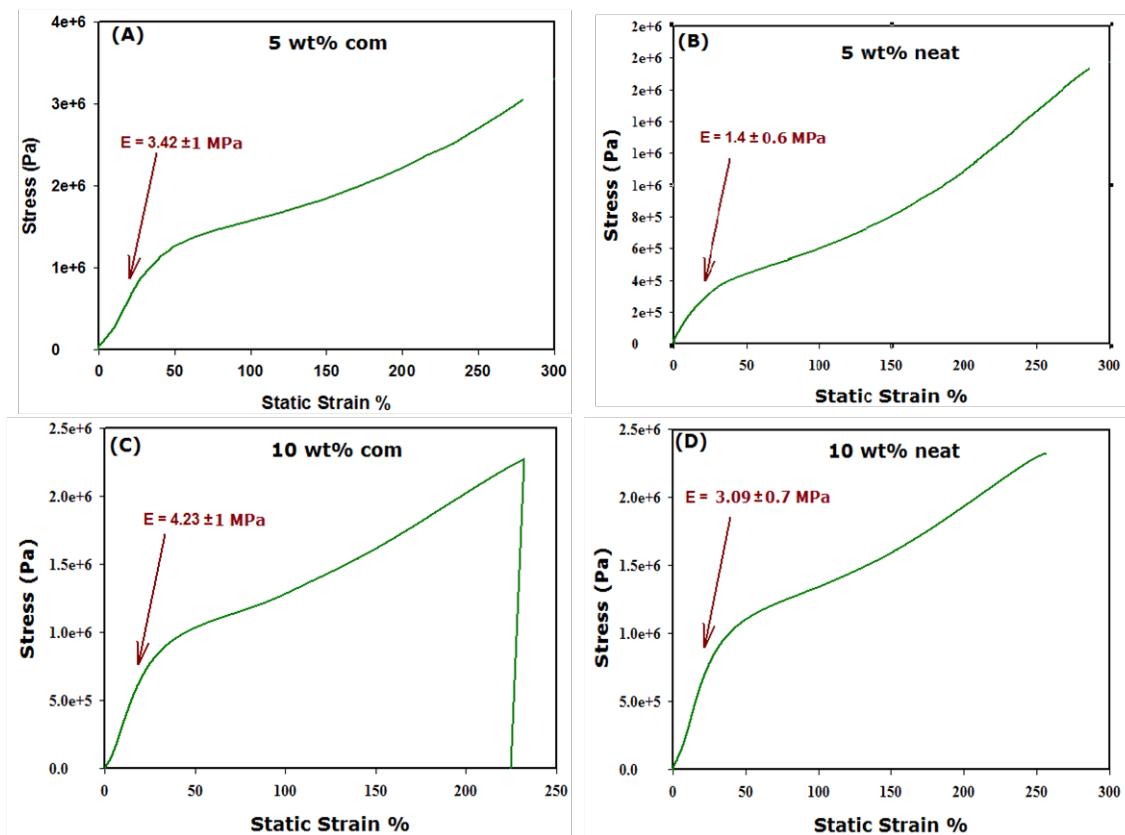 (A)
5 wt% com
E = 3.42 ±1 MPa
Stress (Pa)
4e+6
3e+6
2e+6
1e+6
0
0 50 100 150 200 250 300
Static Strain %
(B)
5 wt% neat
E = 1.4 ± 0.6 MPa
Stress (Pa)
2e+6
2e+6
2e+6
1e+6
1e+6
1e+6
8e+5
6e+5
4e+5
2e+5
0
0 50 100 150 200 250 300
Static Strain %
(C)
10 wt% com
E = 4.23 ±1 MPa
Stress (Pa)
2.5e+6
2.0e+6
1.5e+6
1.0e+6
5.0e+5
0.0
0 50 100 150 200 250
Static Strain %
(D)
10 wt% neat
E = 3.09 ±0.7 MPa
Stress (Pa)
2.5e+6
2.0e+6
1.5e+6
1.0e+6
5.0e+5
0.0
0 50 100 150 200 250 300
Static Strain %